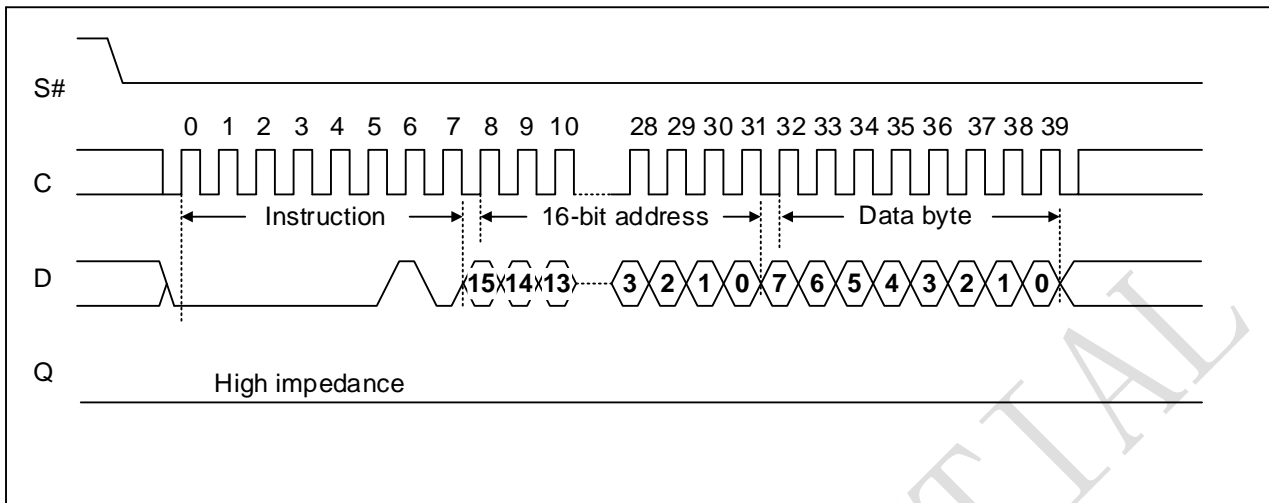 S#
0 1 2 3 4 5 6 7 8 9 10 28 29 30 31 32 33 34 35 36 37 38 39
C
Instruction 16-bit address Data byte
D
15 14 13 3 2 1 0 7 6 5 4 3 2 1 0
Q
High impedance
TIAL